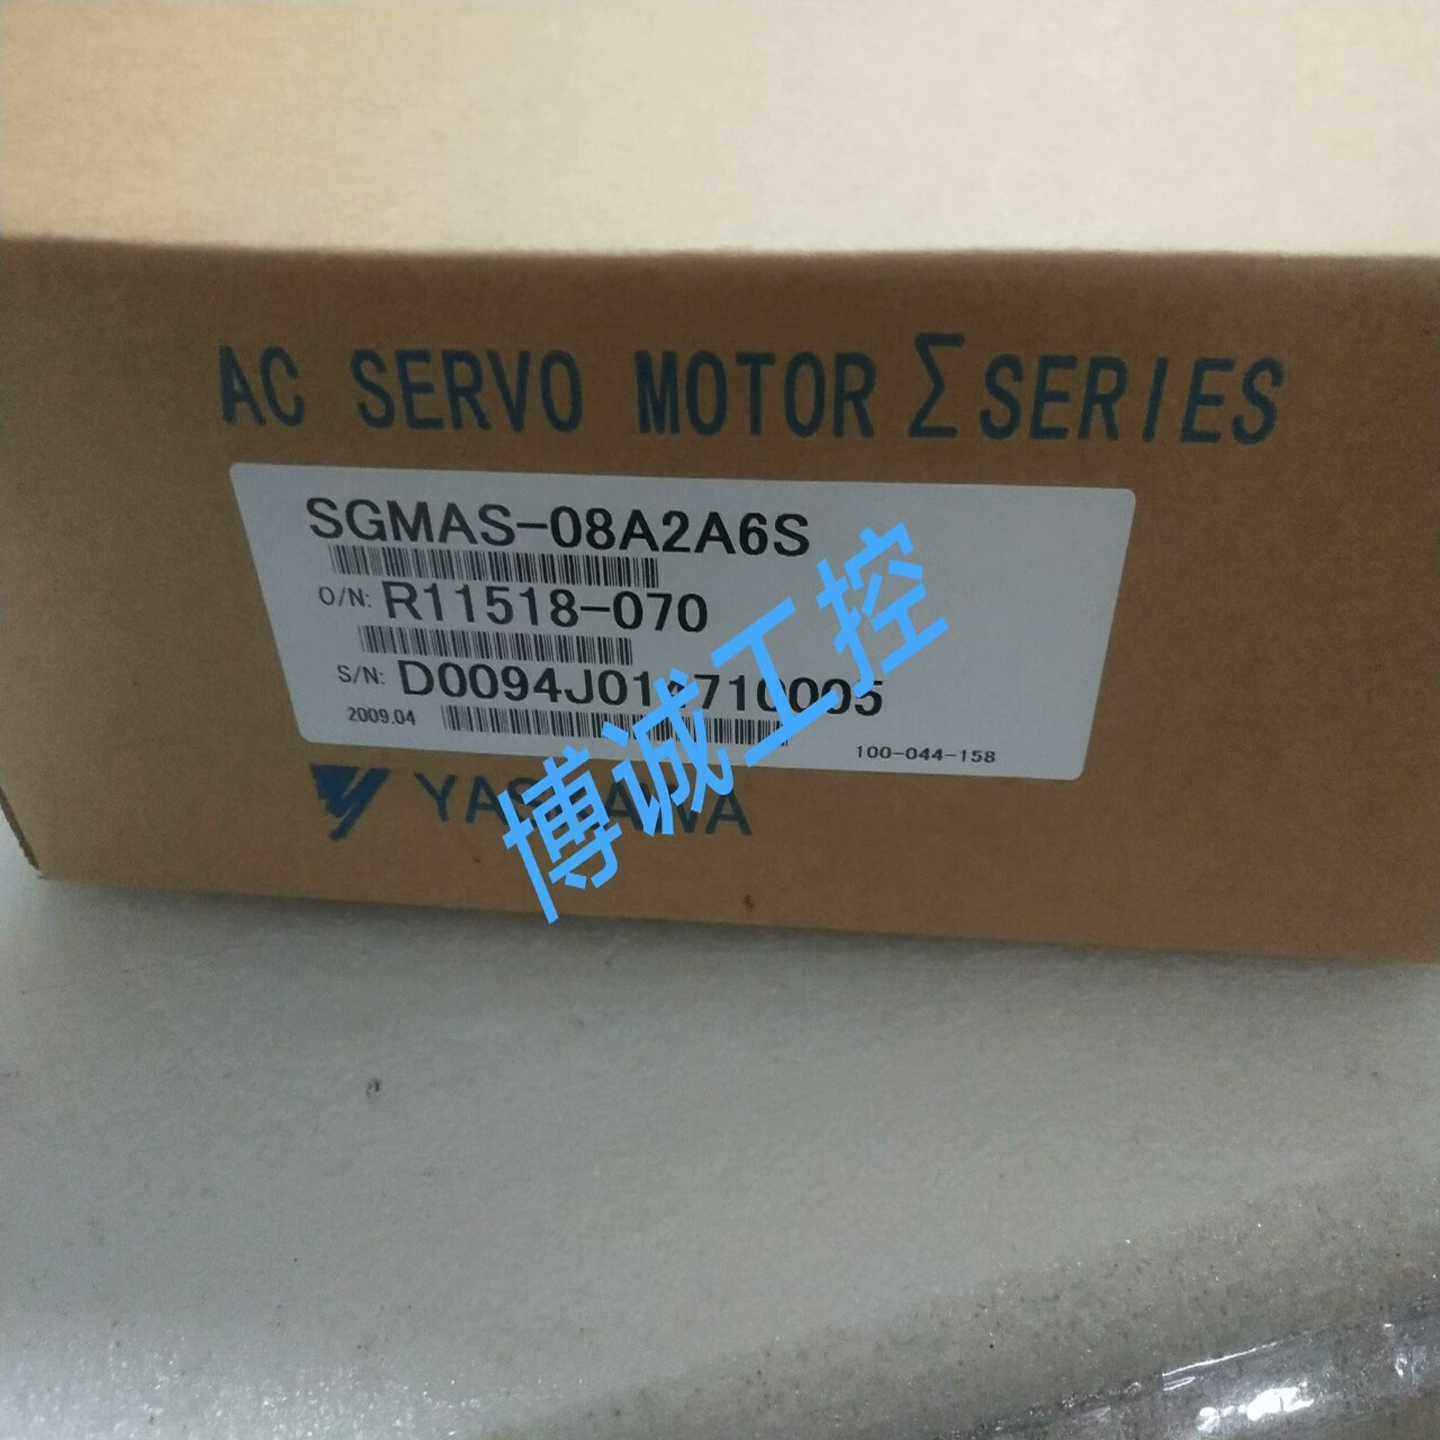 AC SERVO MOTOR Σ SERIES
SGMAS-08A2A6S
O/N: R11518-070
S/N:
2009.04
100-044-158
博诚工控